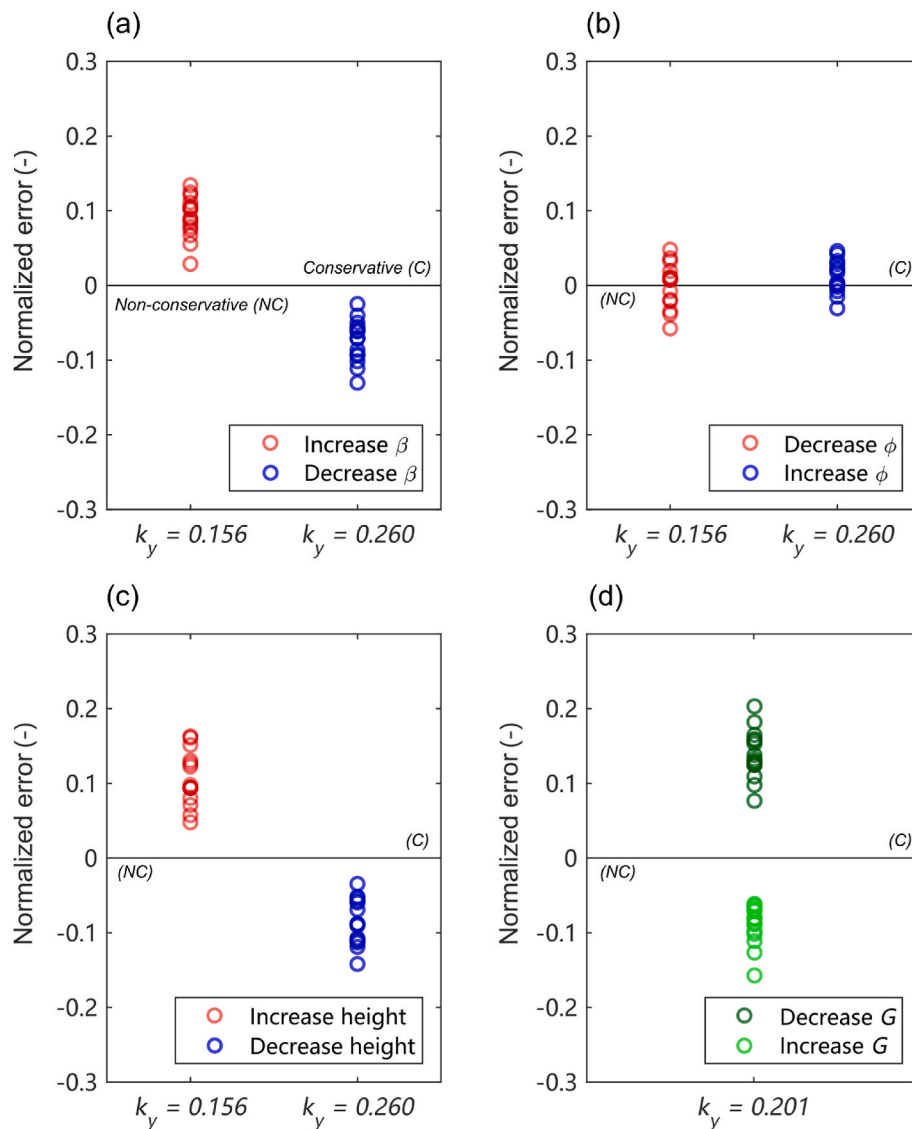 (a)
0.3
0.2
0.1
0
-0.1
-0.2
-0.3
Normalized error (-)
Conservative (C)
Non-conservative (NC)
Increase β
Decrease β
k_y = 0.156
k_y = 0.260
(b)
0.3
0.2
0.1
0
-0.1
-0.2
-0.3
Normalized error (-)
(C)
(NC)
Decrease ϕ
Increase ϕ
k_y = 0.156
k_y = 0.260
(c)
0.3
0.2
0.1
0
-0.1
-0.2
-0.3
Normalized error (-)
(C)
(NC)
Increase height
Decrease height
k_y = 0.156
k_y = 0.260
(d)
0.3
0.2
0.1
0
-0.1
-0.2
-0.3
Normalized error (-)
(C)
(NC)
Decrease G
Increase G
k_y = 0.201